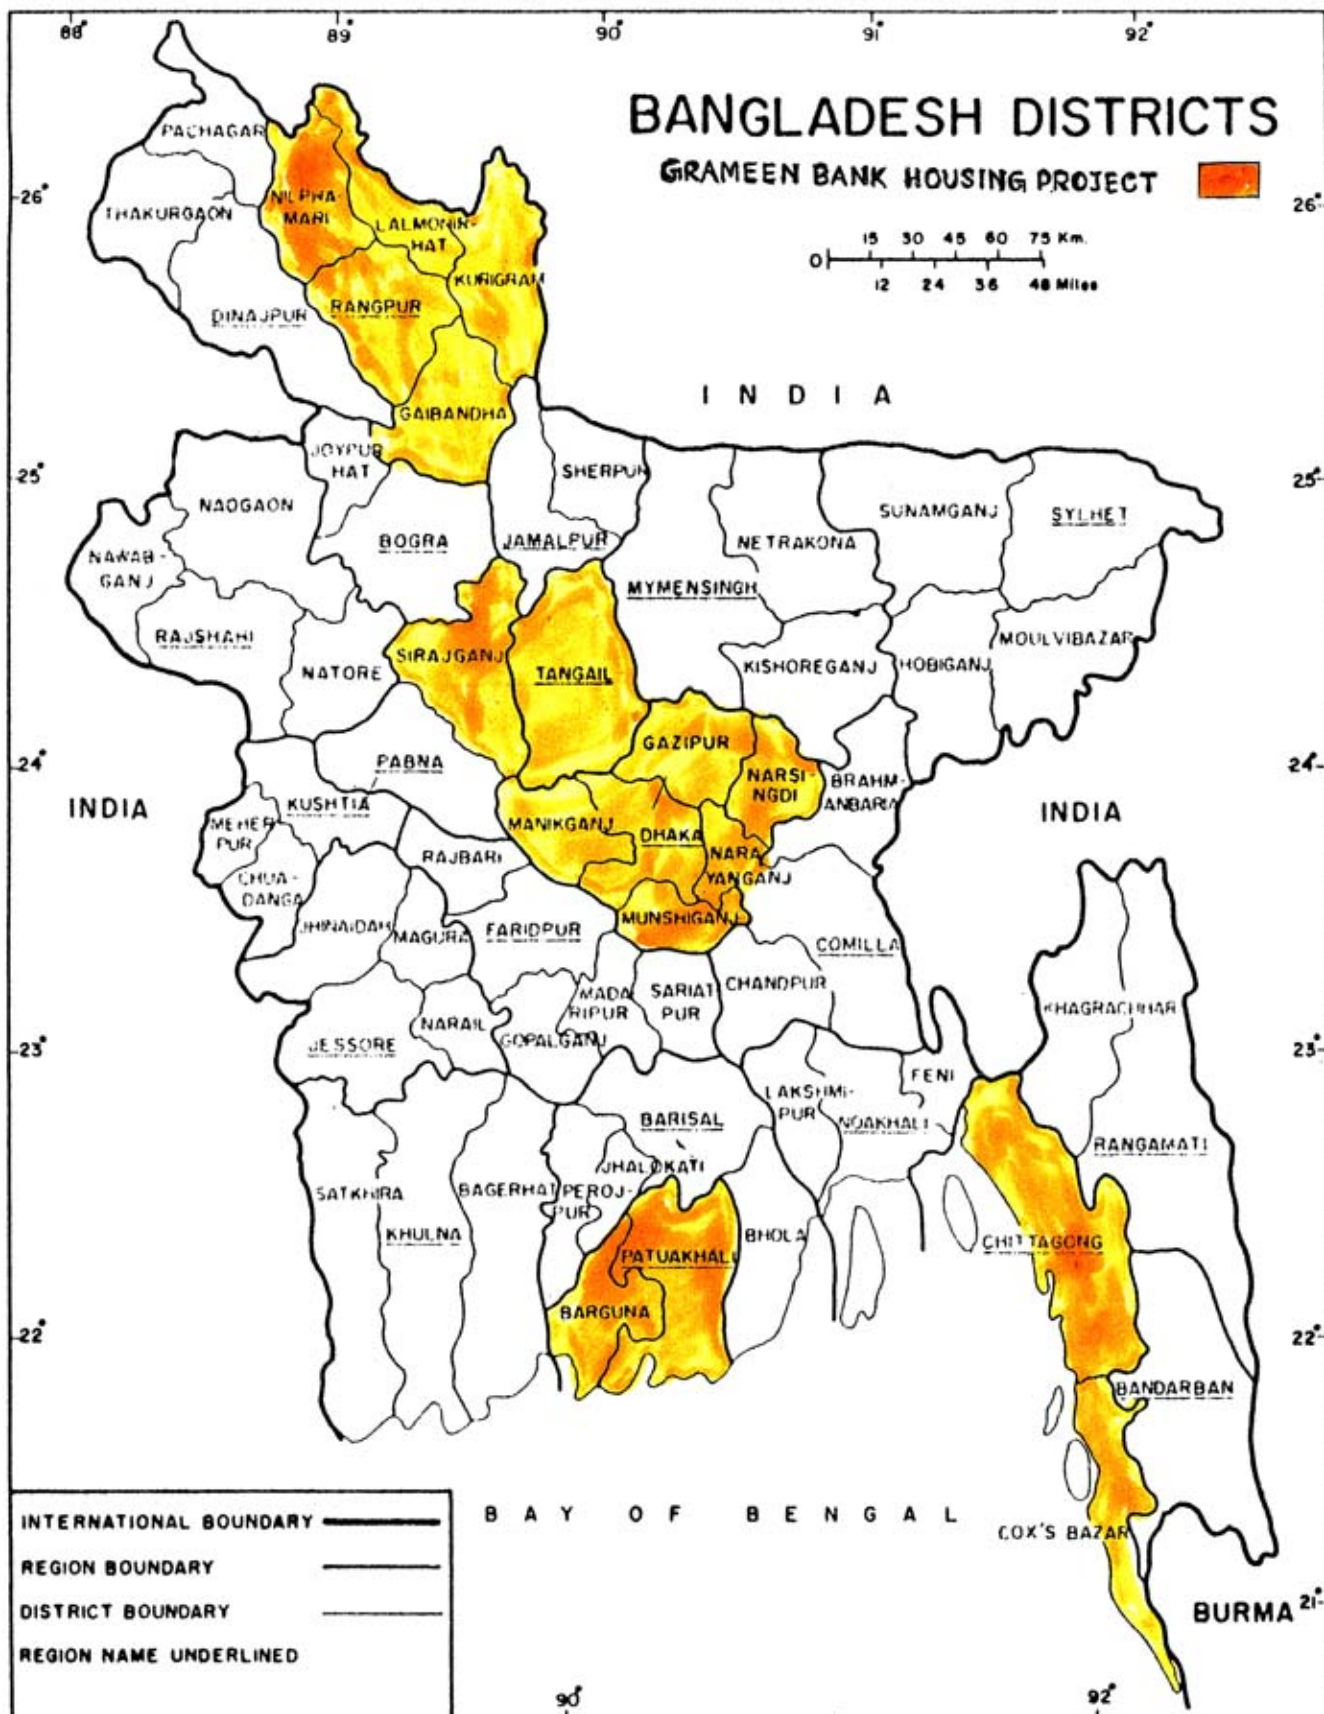 88° 89° 90° 91° 92°
BANGLADESH DISTRICTS
GRAMEEN BANK HOUSING PROJECT
15 30 45 60 75 Km.
0
12 24 36 48 Miles
26° 26°
PACHAGAR
THAKURGAON
NILPHA-
MARI
LALMONIR-
HAT
KURIGRAM
DINAJPUR
RANGPUR
GAIBANDHA
INDIA
25° 25°
JOYPUR
HAT
SHERPUR
NAOGAON
SUNAMGANJ
SYLHET
NAWAB-
GANJ
BOGRA
JAMALPUR
NETRAKONA
MYMENSINGH
RAJSHAHI
NATORE
SIRAJGANJ
TANGAIL
KISHOREGANJ
HOBIGANJ
MOULVIBAZAR
24° 24°
PABNA
GAZIPUR
NARSI-
NGDI
BRAHM-
ANBARIA
INDIA
KUSHTIA
INDIA
MEHER
PUR
MANIKGANJ
DHAKA
NARA
YANGANJ
RAJBARI
CHUA-
DANGA
JHINAIDAH
MAGURA
FARIDPUR
MUNSHIGANJ
COMILLA
CHANDPUR
MADA
RIPUR
SARIAT
PUR
KHAGRACHHAR
23° 23°
JESSORE
NARAIL
GOPALGANJ
FENI
LAKSHMI-
PUR
NOAKHALI
BARISAL
RANGAMATI
JHALOKATI
SATKHIRA
KHULNA
BAGERHAT
PEROJ-
PUR
BHOLA
PATUAKHALI
CHITTAGONG
BARGUNA
22° 22°
BANDARBAN
BAY OF BENGAL
COX'S BAZAR
BURMA
21°
INTERNATIONAL BOUNDARY
REGION BOUNDARY
DISTRICT BOUNDARY
REGION NAME UNDERLINED
90° 92°